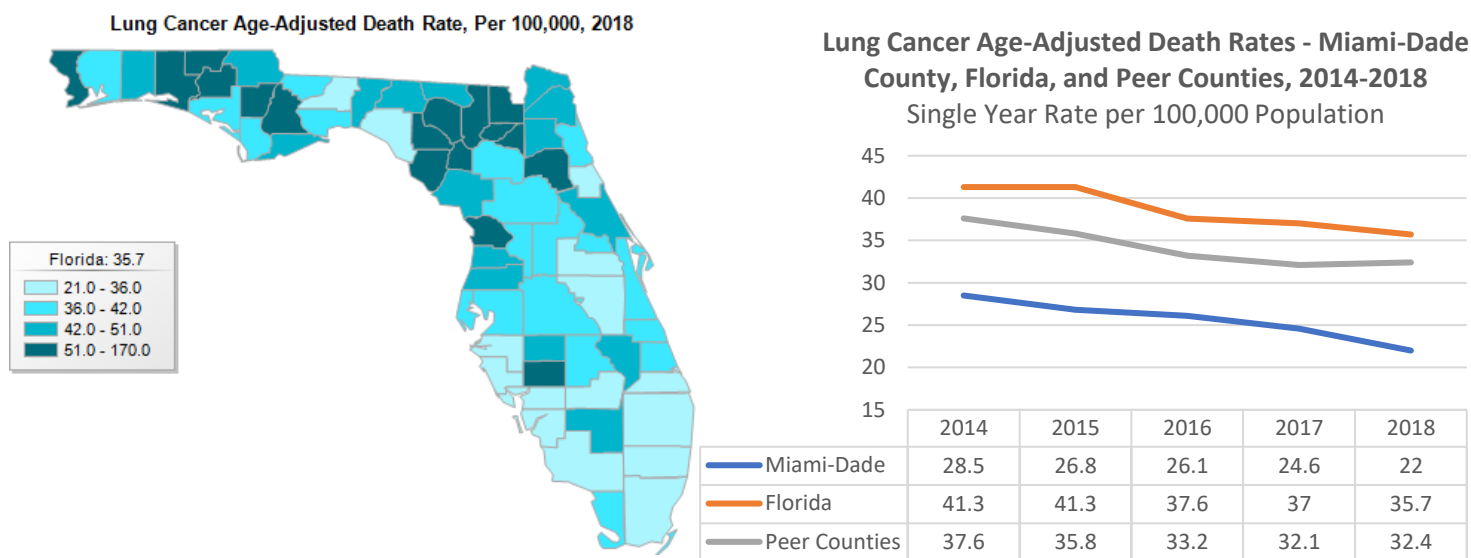 Lung Cancer Age-Adjusted Death Rate, Per 100,000, 2018
Florida: 35.7
21.0 - 36.0
36.0 - 42.0
42.0 - 51.0
51.0 - 170.0
Lung Cancer Age-Adjusted Death Rates - Miami-Dade
County, Florida, and Peer Counties, 2014-2018
Single Year Rate per 100,000 Population
45
40
35
30
25
20
15
2014 2015 2016 2017 2018
Miami-Dade 28.5 26.8 26.1 24.6 22
Florida 41.3 41.3 37.6 37 35.7
Peer Counties 37.6 35.8 33.2 32.1 32.4